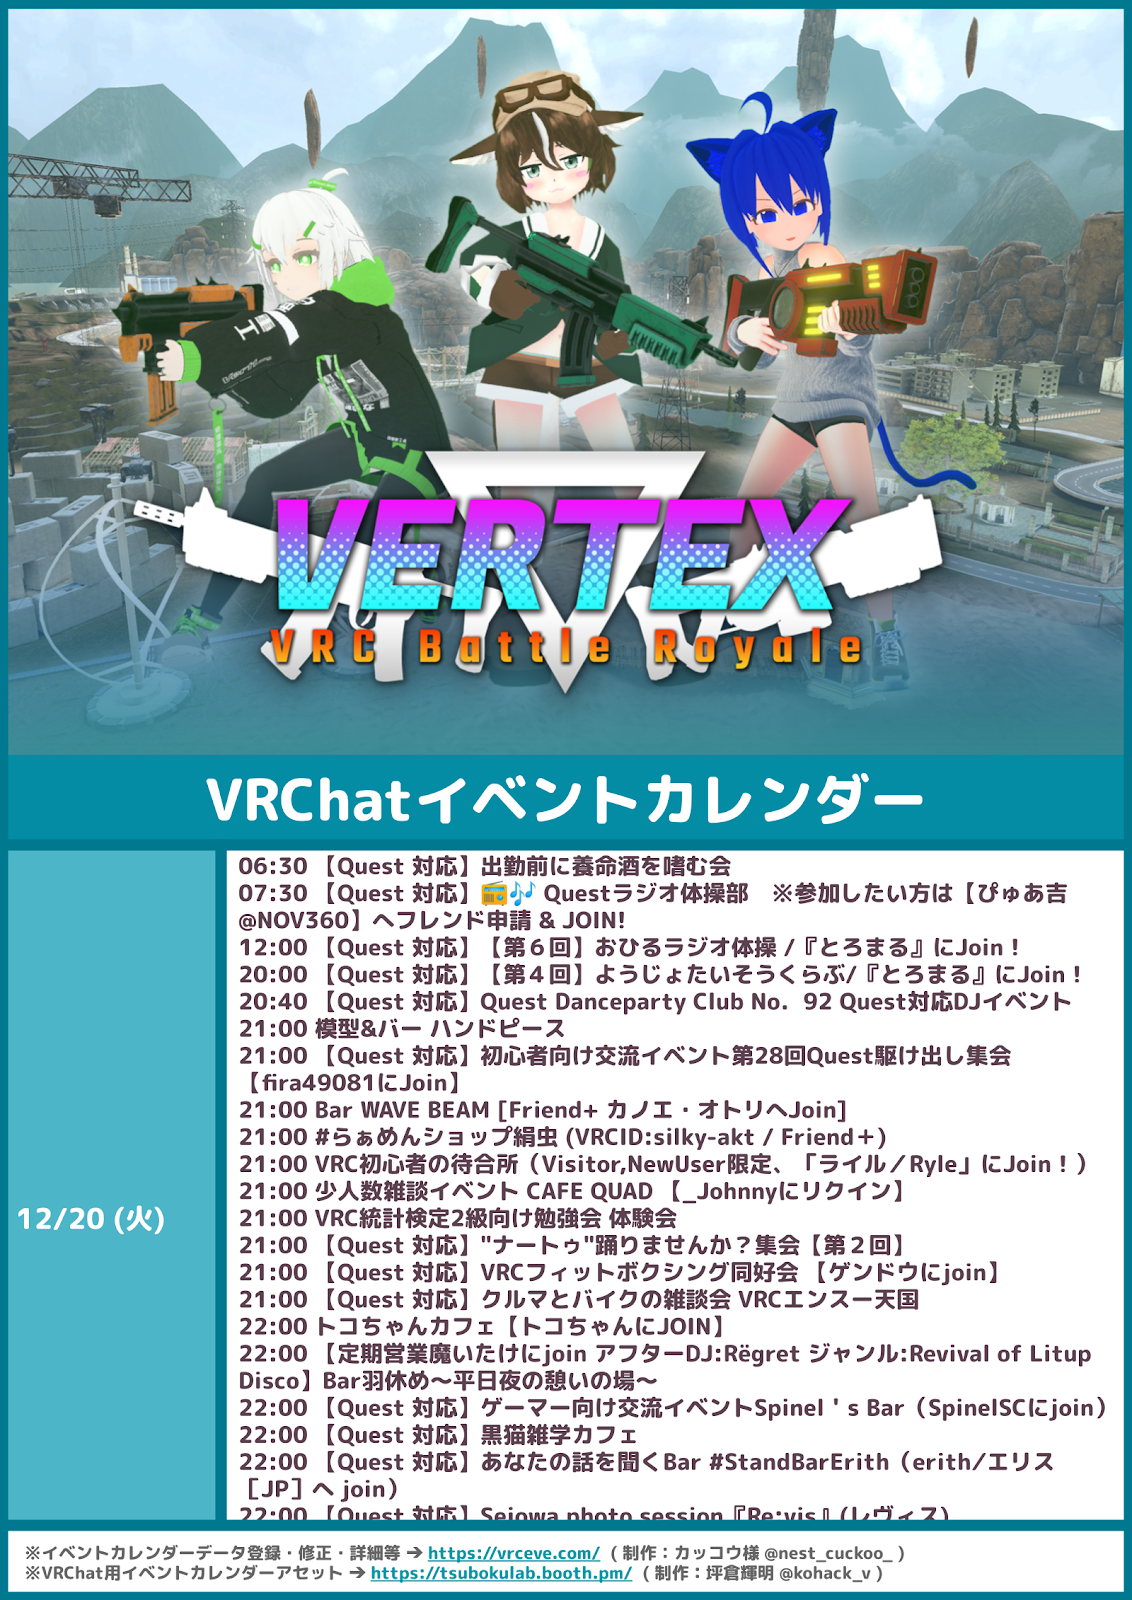 VERTEX
VRC Battle Royale
VRChatイベントカレンダー
12/20 (火)
06:30 【Quest 対応】出勤前に養命酒を嗜む会
07:30 【Quest 対応】📻🎶 Questラジオ体操部　※参加したい方は【ぴゅあ吉
@NOV360】へフレンド申請 & JOIN!
12:00 【Quest 対応】【第６回】おひるラジオ体操 /『とろまる』にJoin！
20:00 【Quest 対応】【第４回】ようじょたいそうくらぶ/『とろまる』にJoin！
20:40 【Quest 対応】Quest Danceparty Club No.  92 Quest対応DJイベント
21:00 模型&バー ハンドピース
21:00 【Quest 対応】初心者向け交流イベント第28回Quest駆け出し集会
【fira49081にJoin】
21:00 Bar WAVE BEAM [Friend+ カノエ・オトリへJoin]
21:00 #らぁめんショップ絹虫 (VRCID:silky-akt / Friend＋)
21:00 VRC初心者の待合所（Visitor,NewUser限定、「ライル／Ryle」にJoin！）
21:00 少人数雑談イベント CAFE QUAD 【_Johnnyにリクイン】
21:00 VRC統計検定2級向け勉強会 体験会
21:00 【Quest 対応】"ナートゥ"踊りませんか？集会【第２回】
21:00 【Quest 対応】VRCフィットボクシング同好会 【ゲンドウにjoin】
21:00 【Quest 対応】クルマとバイクの雑談会 VRCエンスー天国
22:00 トコちゃんカフェ【トコちゃんにJOIN】
22:00 【定期営業魔いたけにjoin アフターDJ:Rëgret ジャンル:Revival of Litup
Disco】Bar羽休め～平日夜の憩いの場～
22:00 【Quest 対応】ゲーマー向け交流イベントSpinel＇s Bar（SpinelSCにjoin）
22:00 【Quest 対応】黒猫雑学カフェ
22:00 【Quest 対応】あなたの話を聞くBar #StandBarErith（erith/エリス
［JP］へ join）
22:00 【Quest 対応】Seiowa photo session『Re:vis』(レヴィス)
※イベントカレンダーデータ登録・修正・詳細等 ➔ https://vrceve.com/ （ 制作：カッコウ様 @nest_cuckoo_ ）
※VRChat用イベントカレンダーアセット ➔ https://tsubokulab.booth.pm/ （ 制作：坪倉輝明 @kohack_v ）